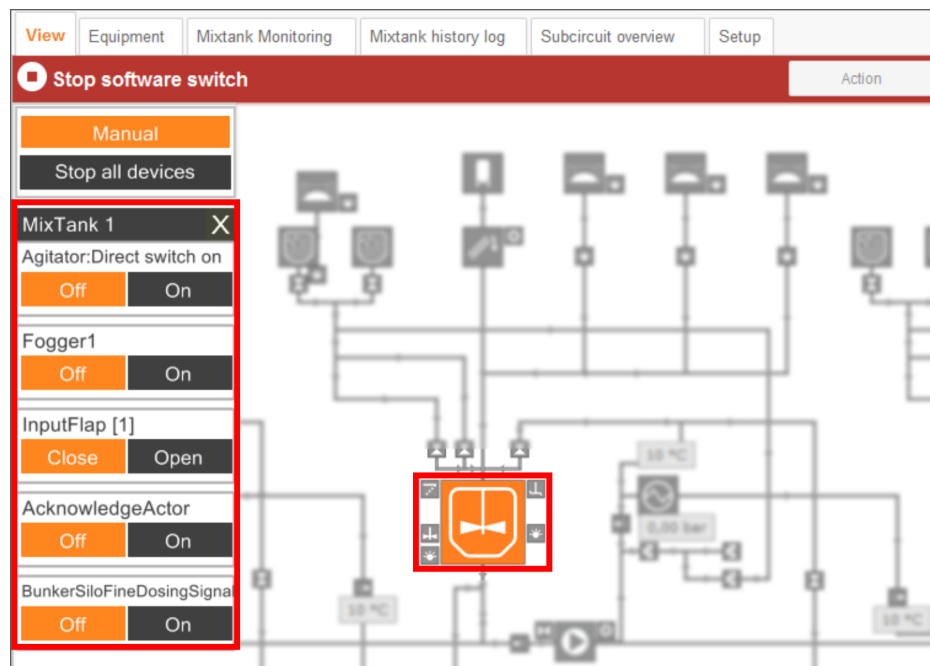 View Equipment Mixtank Monitoring Mixtank history log Subcircuit overview Setup
Stop software switch Action
Manual
Stop all devices
MixTank 1 X
Agitator:Direct switch on
Off On
Fogger1
Off On
InputFlap [1]
Close Open
AcknowledgeActor
Off On
BunkerSiloFineDosingSignal
Off On
10 °C
0,00 bar
10 °C
10 °C